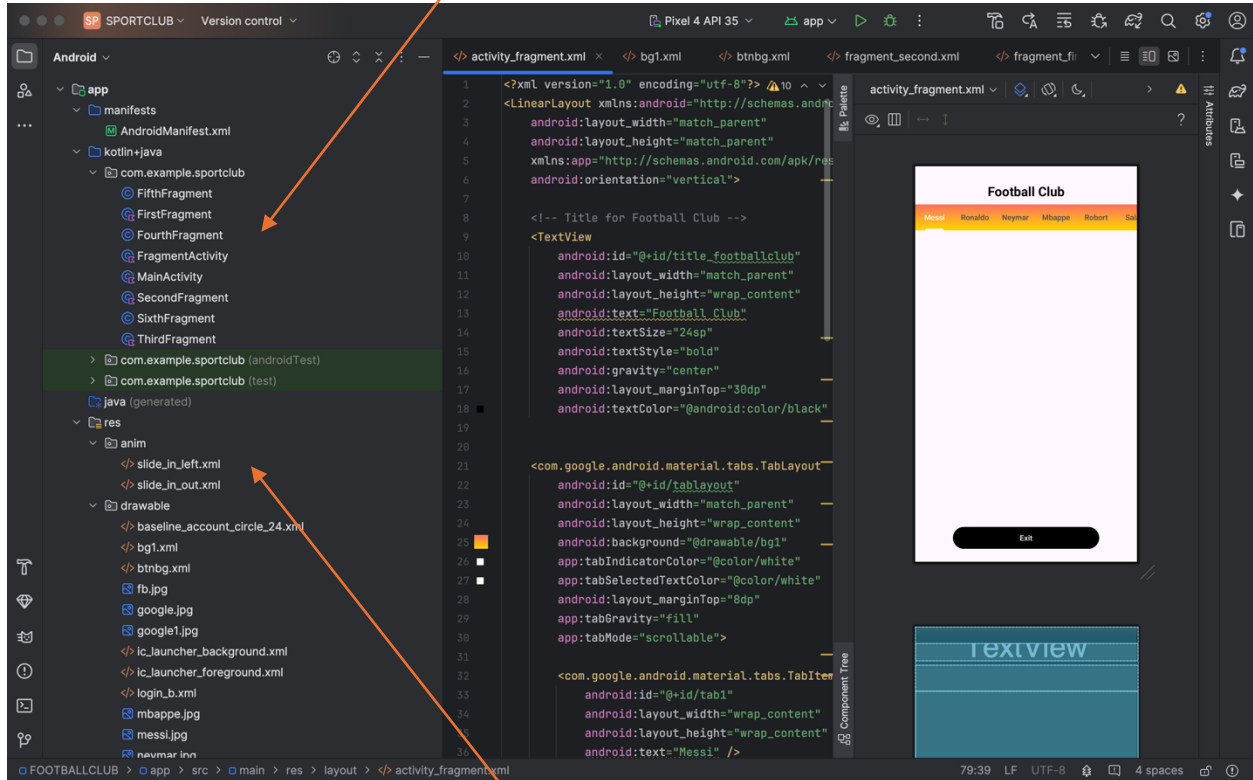 SP SPORTCLUB Version control Pixel 4 API 35 app
Android
app
manifests
AndroidManifest.xml
kotlin+java
com.example.sportclub
FifthFragment
FirstFragment
FourthFragment
FragmentActivity
MainActivity
SecondFragment
SixthFragment
ThirdFragment
com.example.sportclub (androidTest)
com.example.sportclub (test)
java (generated)
res
anim
slide_in_left.xml
slide_in_out.xml
drawable
baseline_account_circle_24.xml
bg1.xml
btnbg.xml
fb.jpg
google.jpg
google1.jpg
ic_launcher_background.xml
ic_launcher_foreground.xml
login_b.xml
mbappe.jpg
messi.jpg
neymar.jpg
activity_fragment.xml bg1.xml btnbg.xml fragment_second.xml fragment_fi
1 <?xml version="1.0" encoding="utf-8"?> 10
2 <LinearLayout xmlns:android="http://schemas.andro
3 android:layout_width="match_parent"
4 android:layout_height="match_parent"
5 xmlns:app="http://schemas.android.com/apk/res
6 android:orientation="vertical">
7
8 <!-- Title for Football Club -->
9 <TextView
10 android:id="@+id/title_footballclub"
11 android:layout_width="match_parent"
12 android:layout_height="wrap_content"
13 android:text="Football Club"
14 android:textSize="24sp"
15 android:textStyle="bold"
16 android:gravity="center"
17 android:layout_marginTop="30dp"
18 android:textColor="@android:color/black"
19
20
21 <com.google.android.material.tabs.TabLayout
22 android:id="@+id/tablayout"
23 android:layout_width="match_parent"
24 android:layout_height="wrap_content"
25 android:background="@drawable/bg1"
26 app:tabIndicatorColor="@color/white"
27 app:tabSelectedTextColor="@color/white"
28 android:layout_marginTop="8dp"
29 app:tabGravity="fill"
30 app:tabMode="scrollable">
31
32 <com.google.android.material.tabs.TabItem
33 android:id="@+id/tab1"
34 android:layout_width="wrap_content"
35 android:layout_height="wrap_content"
36 android:text="Messi" />
Palette
Component Tree
activity_fragment.xml
Attributes
Football Club
Messi Ronaldo Neymar Mbappe Robort Sal
Exit
TextView
FOOTBALLCLUB > app > src > main > res > layout > activity_fragment.xml 79:39 LF UTF-8 4 spaces